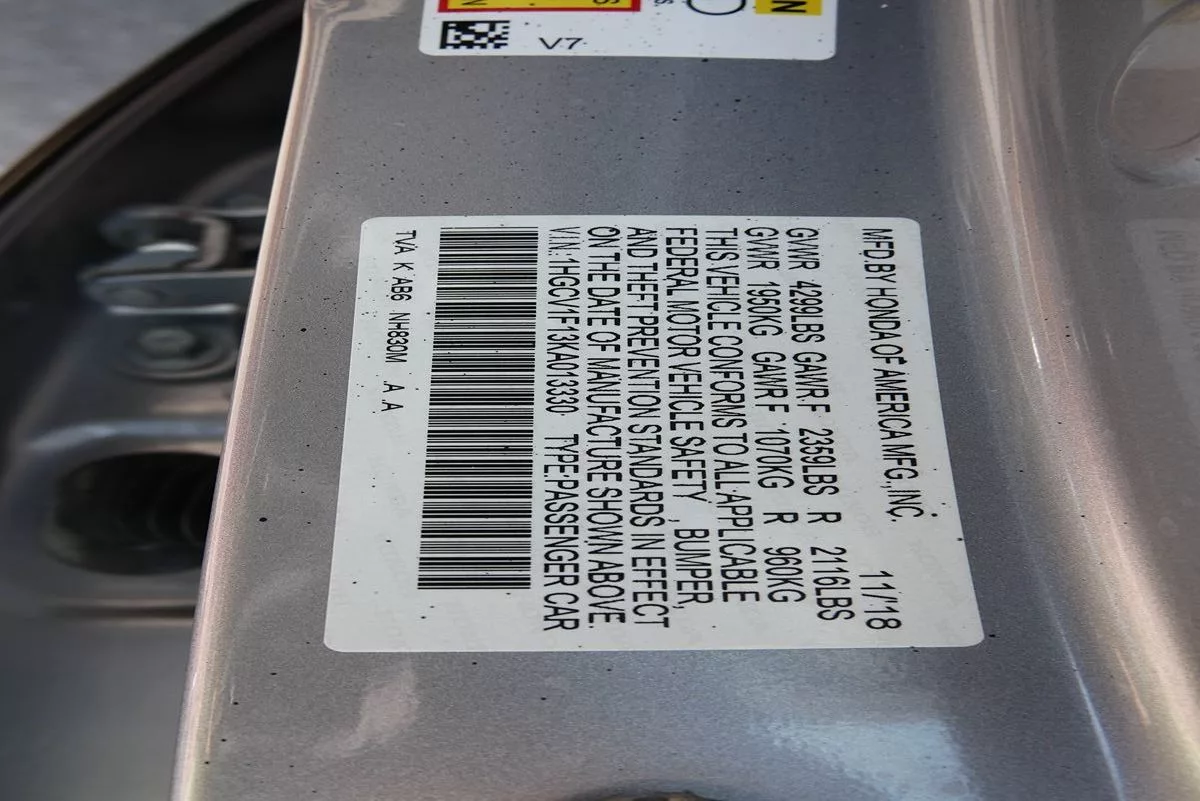 V7
MFD.BY HONDA OF AMERICA MFG.,INC. 11/18
GVWR 4299LBS GAWR.F 2359LBS R 2116LBS
GVWR 1950KG GAWR.F 1070KG R 960KG
THIS VEHICLE CONFORMS TO ALL APPLICABLE
FEDERAL MOTOR VEHICLE SAFETY , BUMPER,
AND THEFT PREVENTION STANDARDS IN EFFECT
ON THE DATE OF MANUFACTURE SHOWN ABOVE.
V.I.N.:1HGCV1F13KA013330 TYPE:PASSENGER CAR
TVA K AB6 NH830M A A